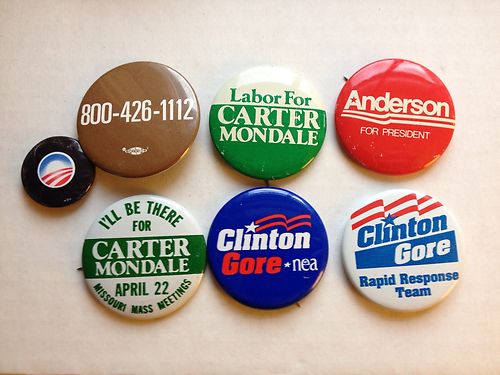 800-426-1112
Labor For
CARTER
MONDALE
Anderson
FOR PRESIDENT
I'LL BE THERE
FOR
CARTER
MONDALE
APRIL 22
MISSOURI MASS MEETINGS
Clinton
Gore nea
Clinton
Gore
Rapid Response
Team